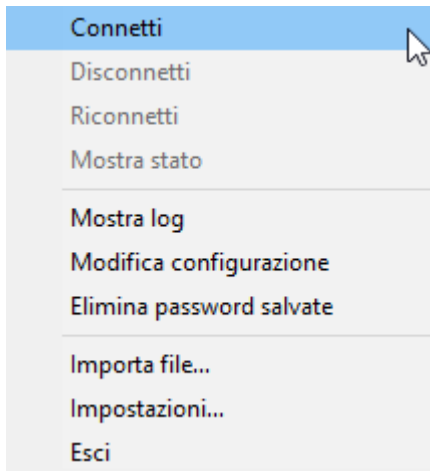 Connetti
Disconnetti
Riconnetti
Mostra stato
Mostra log
Modifica configurazione
Elimina password salvate
Importa file...
Impostazioni...
Esci